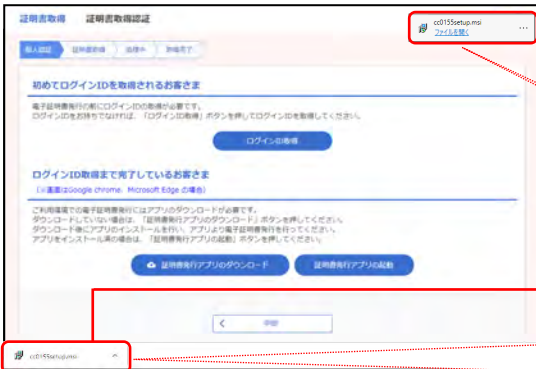 証明書取得 証明書取得認証
cc0155setup.msi
ファイルを開く
...
個人認証
証明書取得
処理中
取得完了
初めてログインIDを取得されるお客さま
電子証明書発行の前にログインIDの取得が必要です。
ログインIDをお持ちでなければ、「ログインID取得」ボタンを押してログインIDを取得してください。
ログインID取得
ログインID取得まで完了しているお客さま
(※画面はGoogle chrome、Microsoft Edge の場合)
ご利用環境での電子証明書発行にはアプリのダウンロードが必要です。
ダウンロードしていない場合は、「証明書発行アプリのダウンロード」ボタンを押してください。
ダウンロード後にアプリのインストールを行い、アプリより電子証明書発行を行ってください。
アプリをインストール済の場合は、「証明書発行アプリの起動」ボタンを押してください。
証明書発行アプリのダウンロード
証明書発行アプリの起動
中断
cc0155setup.msi